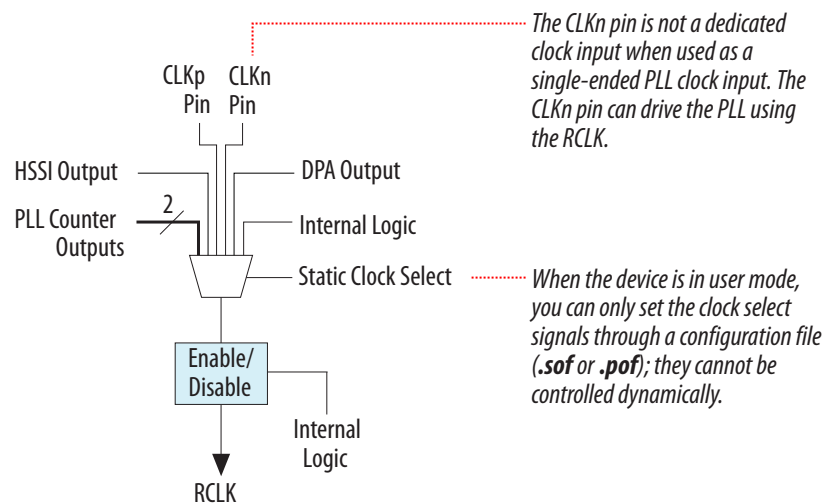 The CLKn pin is not a dedicated
clock input when used as a
single-ended PLL clock input. The
CLKn pin can drive the PLL using
the RCLK.
CLKp
Pin
CLKn
Pin
HSSI Output
DPA Output
2
PLL Counter
Outputs
Internal Logic
Static Clock Select
When the device is in user mode,
you can only set the clock select
signals through a configuration file
(.sof or .pof); they cannot be
controlled dynamically.
Enable/
Disable
Internal
Logic
RCLK